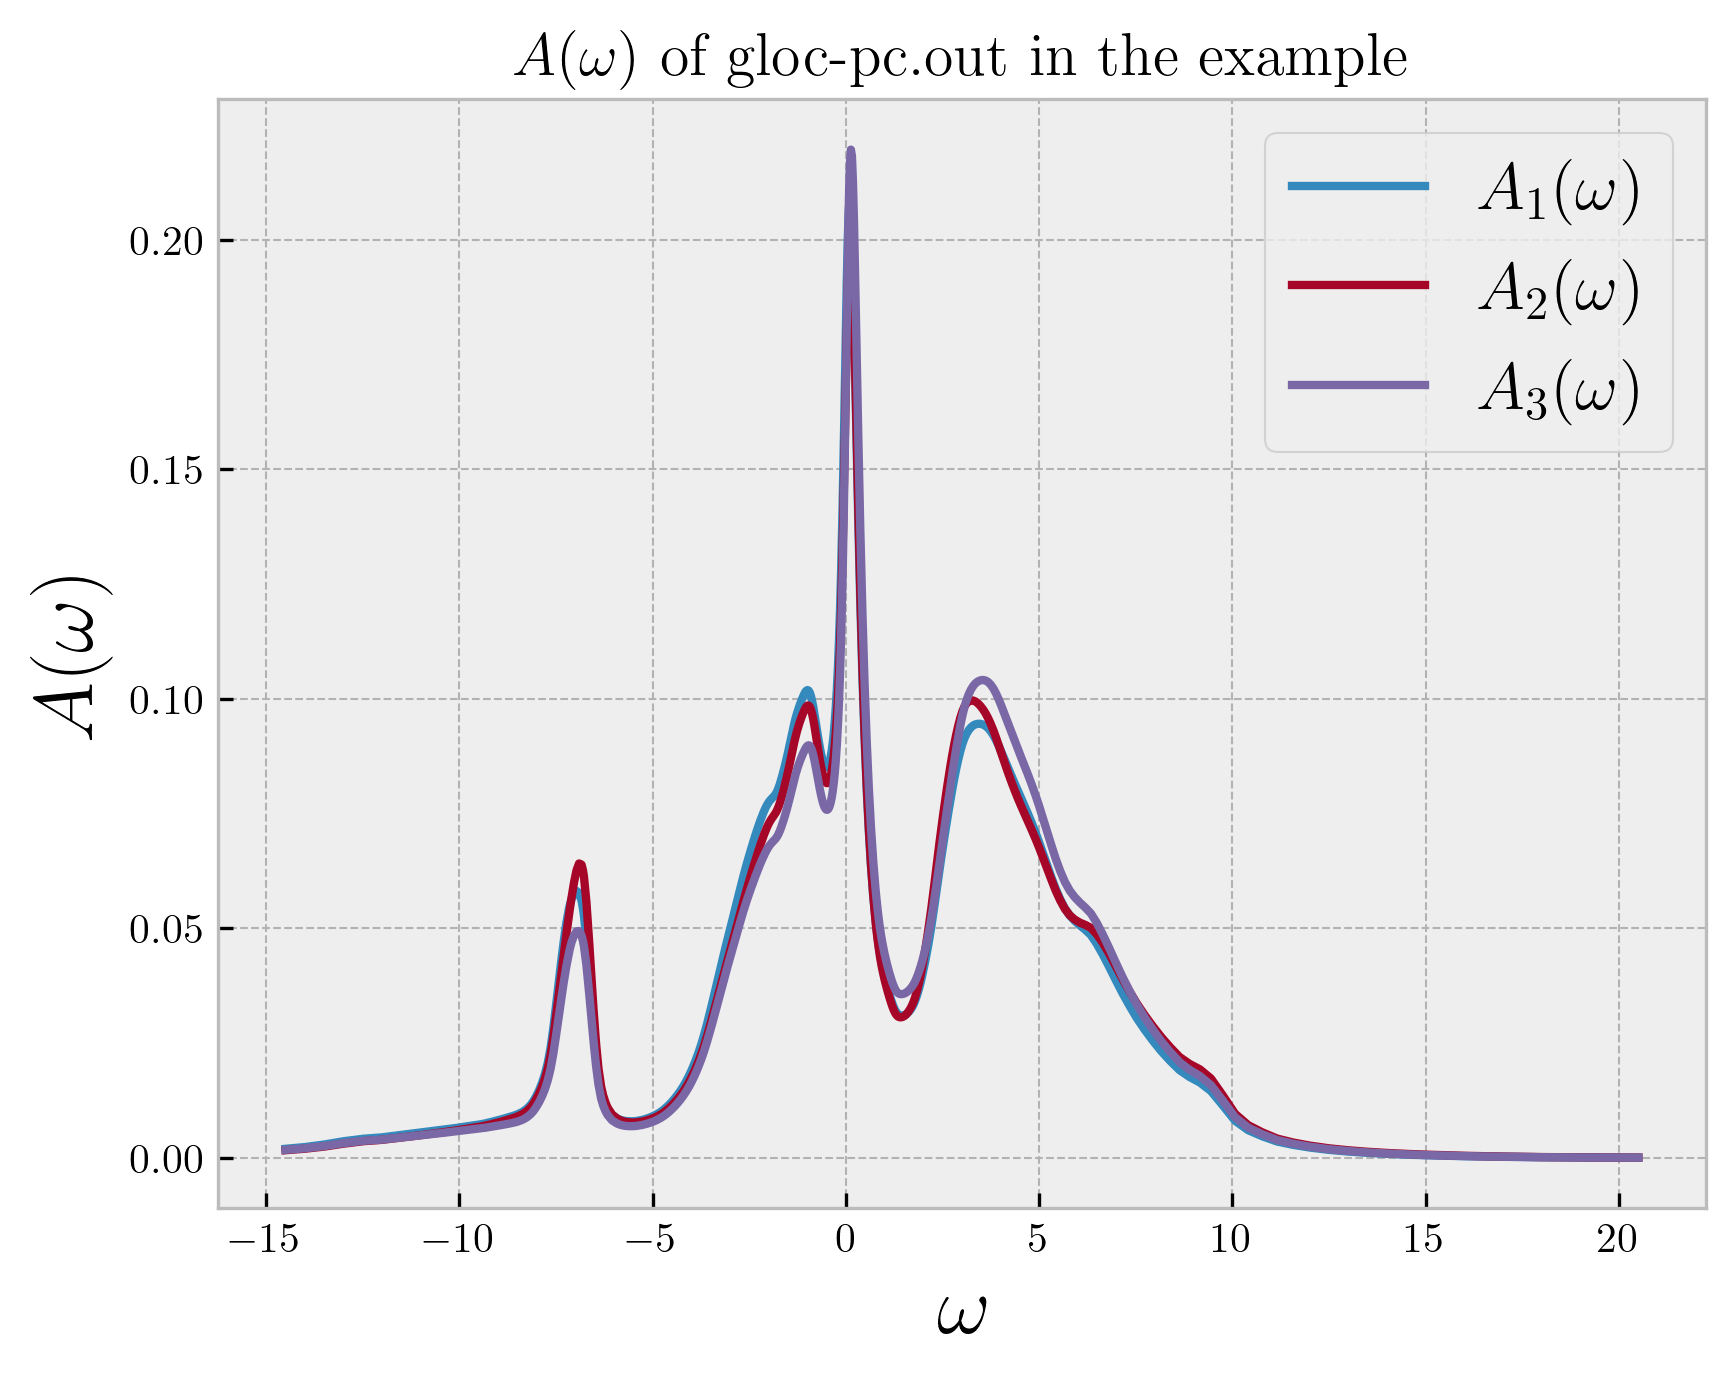 A(ω) of gloc-pc.out in the example
A₁(ω)
A₂(ω)
A₃(ω)
0.20
0.15
0.10
0.05
0.00
A(ω)
−15 −10 −5 0 5 10 15 20
ω